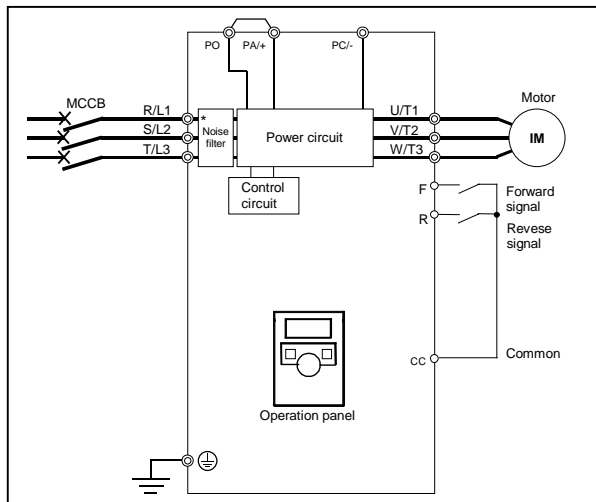 PO PA/+ PC/-
MCCB
R/L1
S/L2
T/L3
*
Noise
filter
Power circuit
Control
circuit
U/T1
V/T2
W/T3
Motor
IM
F
Forward
signal
R
Revese
signal
CC
Common
Operation panel